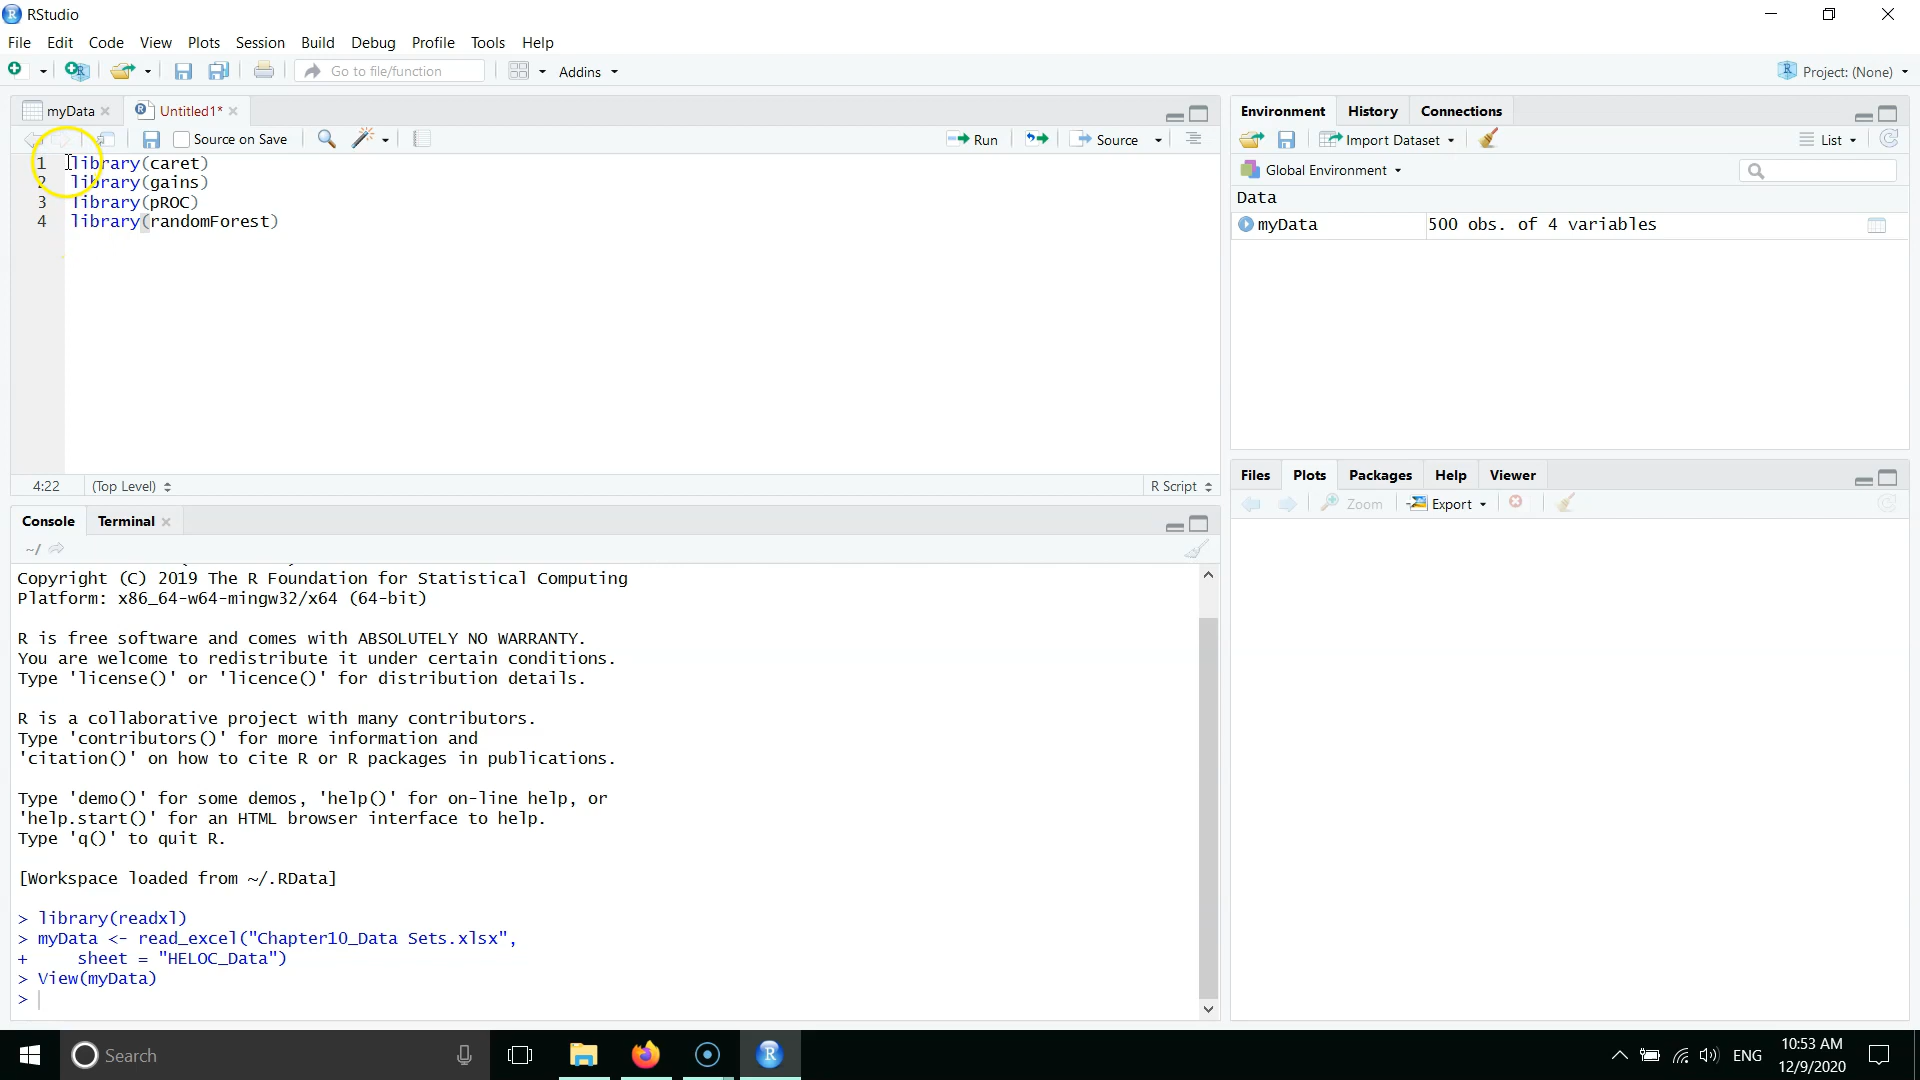 RStudio
File Edit Code View Plots Session Build Debug Profile Tools Help
Go to file/function Addins Project: (None)
myData Untitled1*
Source on Save Run Source
1 library(caret)
2 library(gains)
3 library(pROC)
4 library(randomForest)
4:22 (Top Level) R Script
Console Terminal
~/
Copyright (C) 2019 The R Foundation for Statistical Computing
Platform: x86_64-w64-mingw32/x64 (64-bit)
R is free software and comes with ABSOLUTELY NO WARRANTY.
You are welcome to redistribute it under certain conditions.
Type 'license()' or 'licence()' for distribution details.
R is a collaborative project with many contributors.
Type 'contributors()' for more information and
'citation()' on how to cite R or R packages in publications.
Type 'demo()' for some demos, 'help()' for on-line help, or
'help.start()' for an HTML browser interface to help.
Type 'q()' to quit R.
[Workspace loaded from ~/.RData]
> library(readxl)
> myData <- read_excel("Chapter10_Data Sets.xlsx",
+     sheet = "HELOC_Data")
> View(myData)
>
Environment History Connections
Import Dataset List
Global Environment
Data
myData 500 obs. of 4 variables
Files Plots Packages Help Viewer
Zoom Export
Search
ENG
10:53 AM
12/9/2020